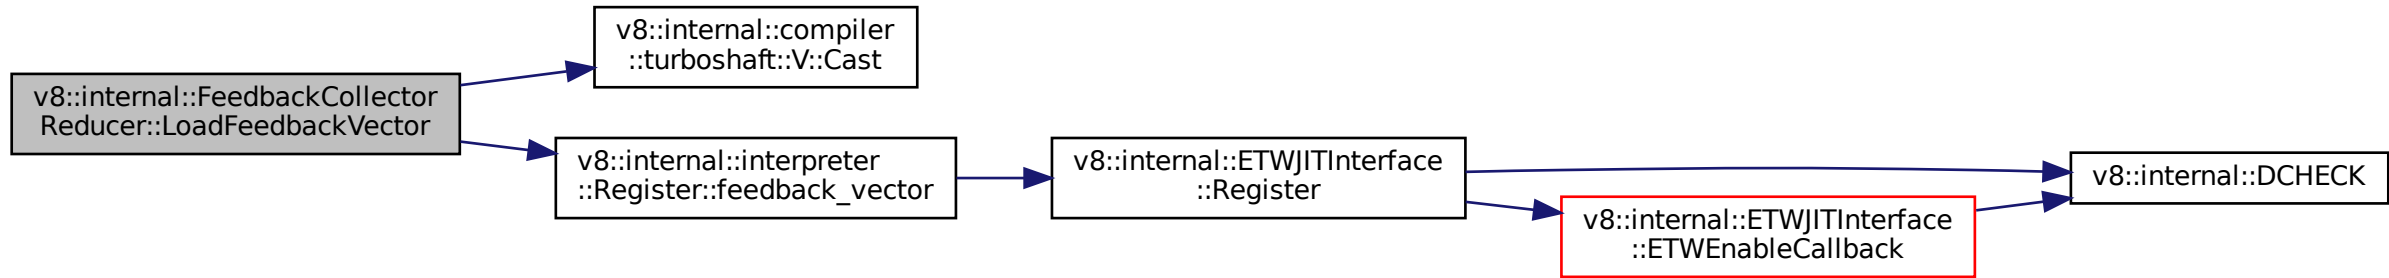 v8::internal::FeedbackCollector
Reducer::LoadFeedbackVector
v8::internal::compiler
::turboshaft::V::Cast
v8::internal::interpreter
::Register::feedback_vector
v8::internal::ETWJITInterface
::Register
v8::internal::ETWJITInterface
::ETWEnableCallback
v8::internal::DCHECK